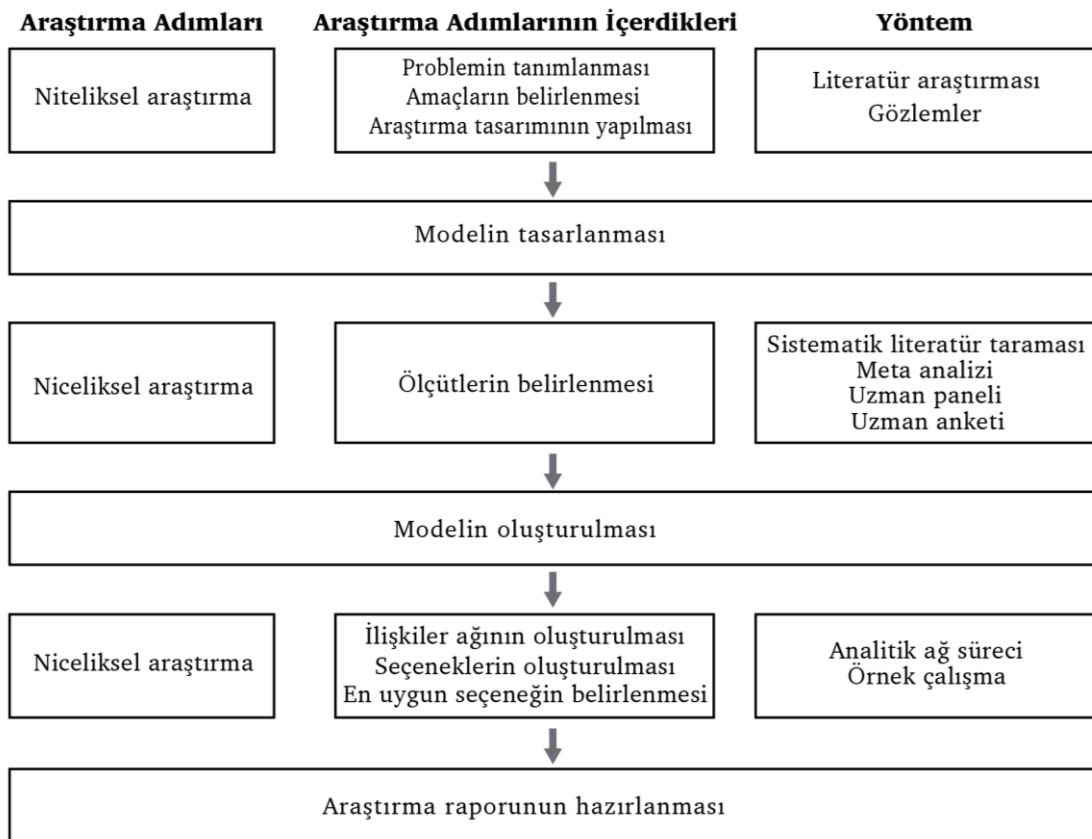 Araştırma Adımları
Araştırma Adımlarının İçerdikleri
Yöntem
Niteliksel araştırma
Problemin tanımlanması
Amaçların belirlenmesi
Araştırma tasarımının yapılması
Literatür araştırması
Gözlemler
Modelin tasarlanması
Niceliksel araştırma
Ölçütlerin belirlenmesi
Sistematik literatür taraması
Meta analizi
Uzman paneli
Uzman anketi
Modelin oluşturulması
Niceliksel araştırma
İlişkiler ağının oluşturulması
Seçeneklerin oluşturulması
En uygun seçeneğin belirlenmesi
Analitik ağ süreci
Örnek çalışma
Araştırma raporunun hazırlanması